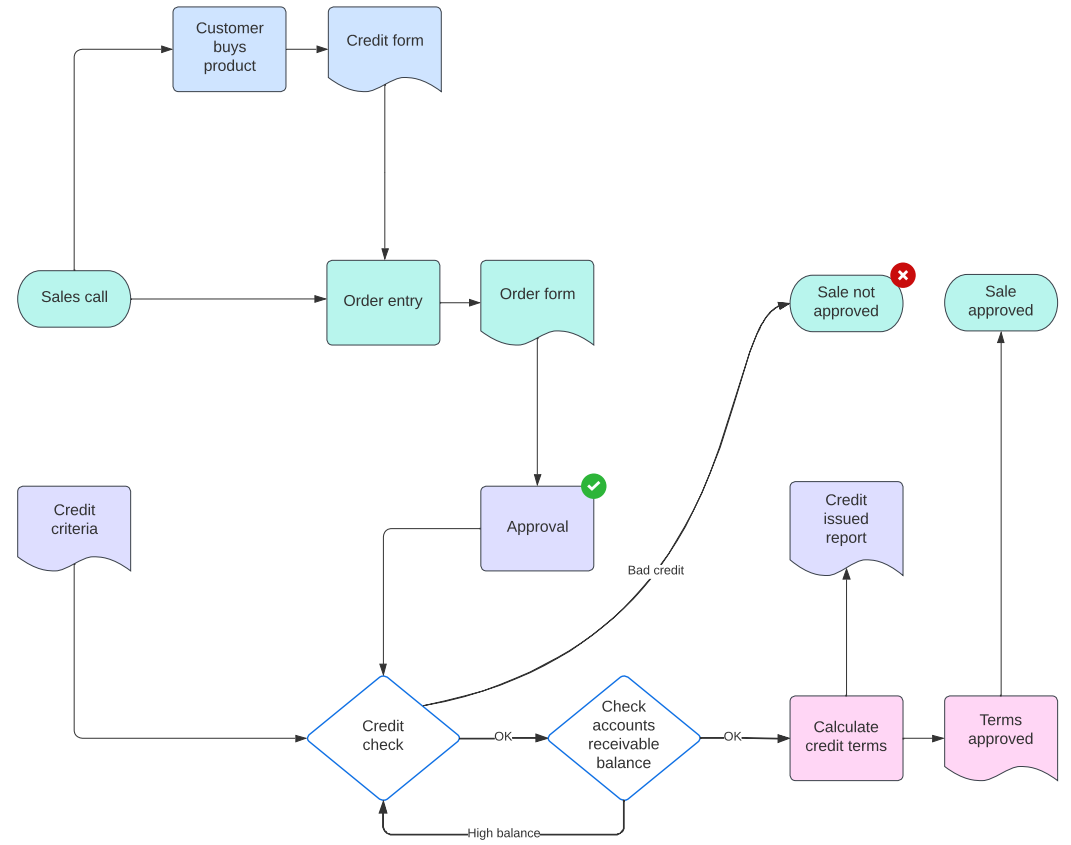 Customer
buys
product
Credit form
Sales call
Order entry
Order form
Sale not
approved
Sale
approved
Credit
criteria
Approval
Credit
issued
report
Bad credit
Credit
check
OK
Check
accounts
receivable
balance
OK
Calculate
credit terms
Terms
approved
High balance